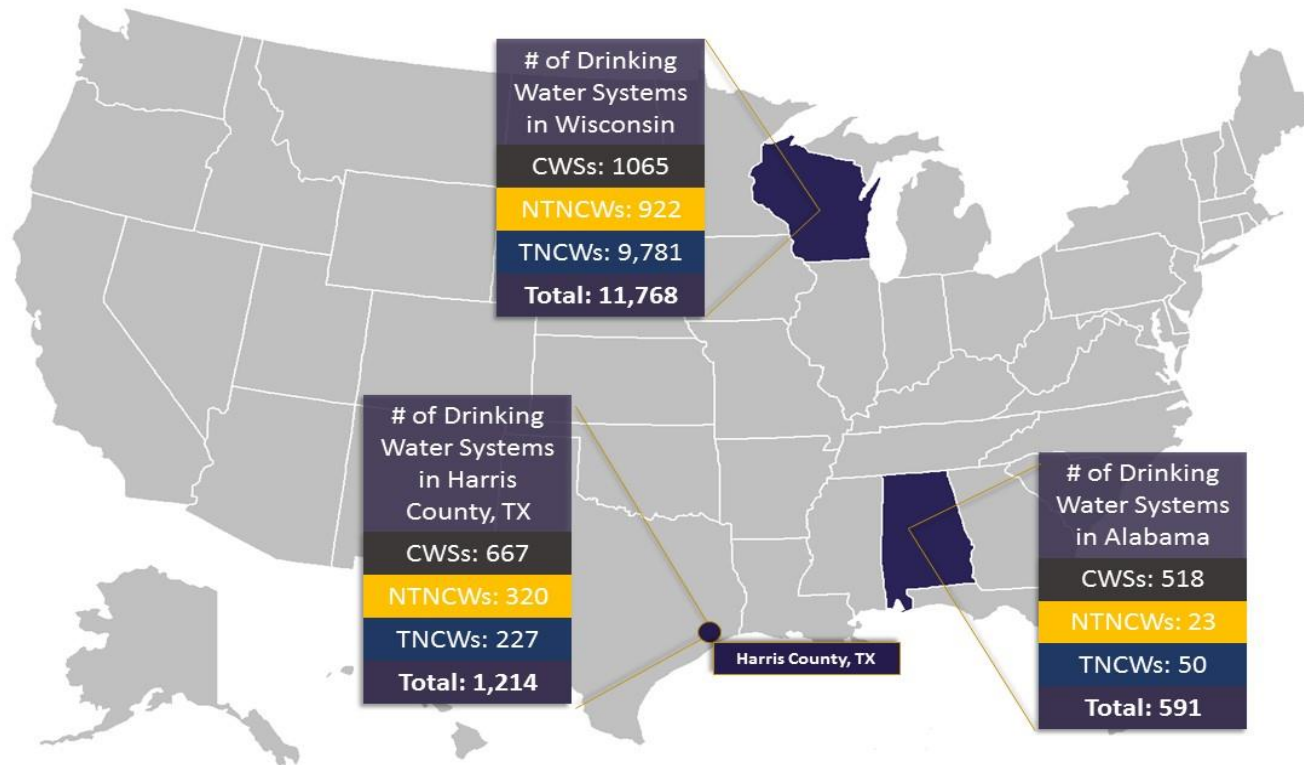 # of Drinking
Water Systems
in Wisconsin
CWSs: 1065
NTNCWs: 922
TNCWs: 9,781
Total: 11,768
# of Drinking
Water Systems
in Harris
County, TX
CWSs: 667
NTNCWs: 320
TNCWs: 227
Total: 1,214
Harris County, TX
# of Drinking
Water Systems
in Alabama
CWSs: 518
NTNCWs: 23
TNCWs: 50
Total: 591